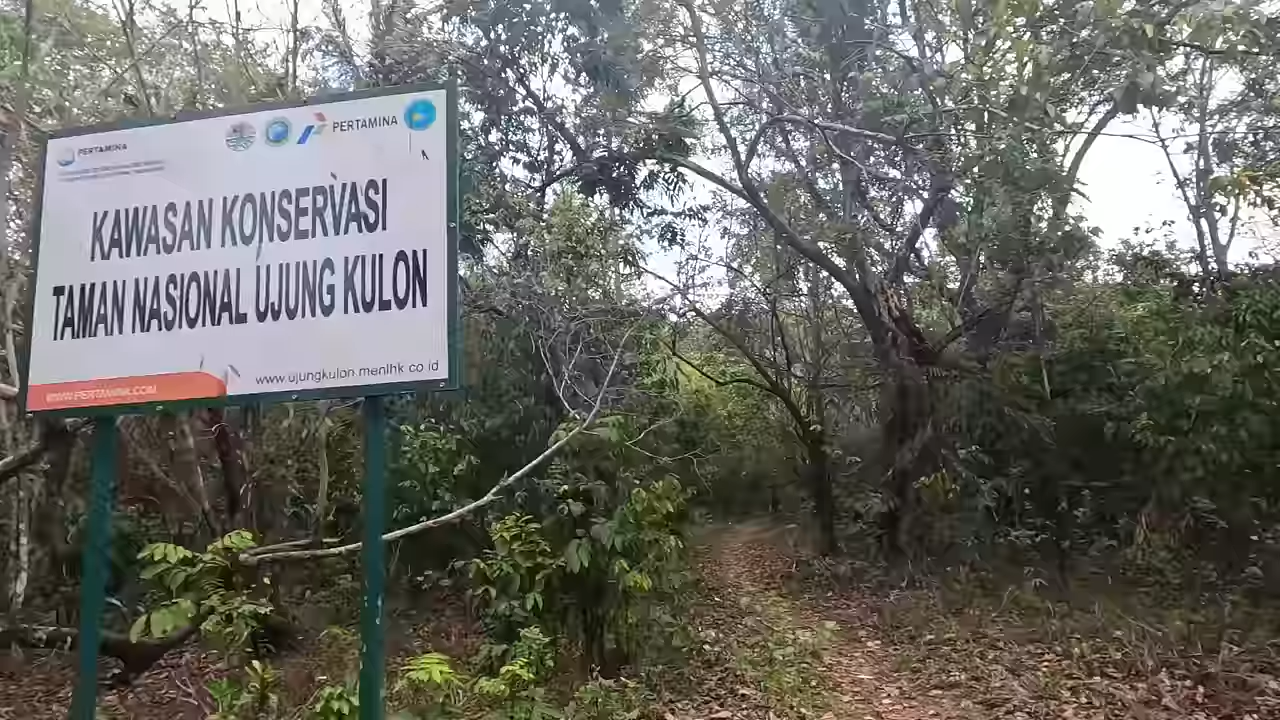 PERTAMINA
PERTAMINA
KAWASAN KONSERVASI
TAMAN NASIONAL UJUNG KULON
WWW.PERTAMINA.COM
www.ujungkulon.menlhk.co.id